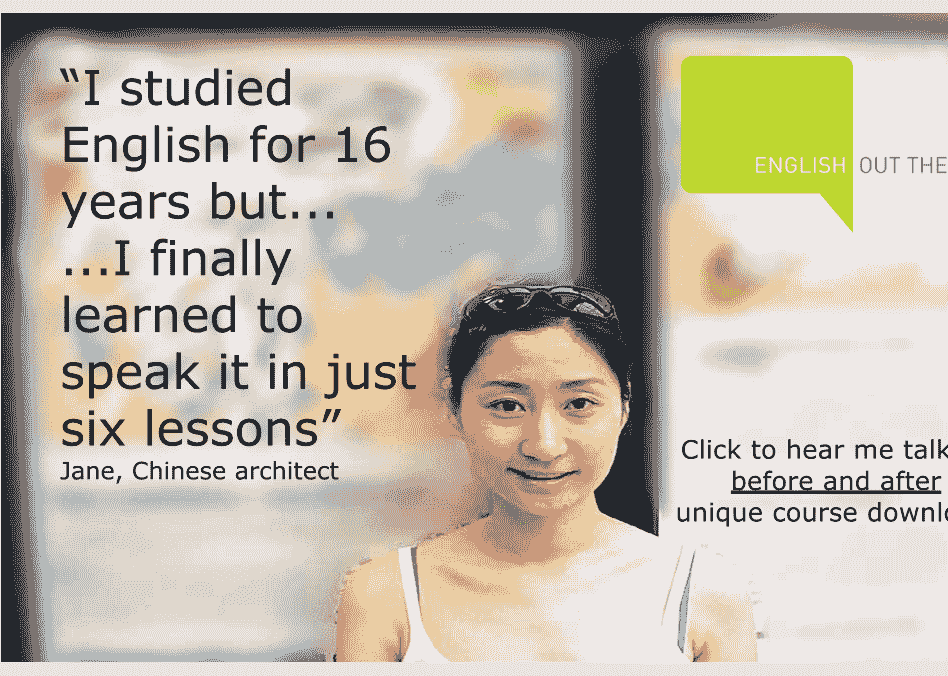 “I studied
English for 16
years but...
...I finally
learned to
speak it in just
six lessons”
Jane, Chinese architect
ENGLISH OUT THE
Click to hear me talk
before and after
unique course downl